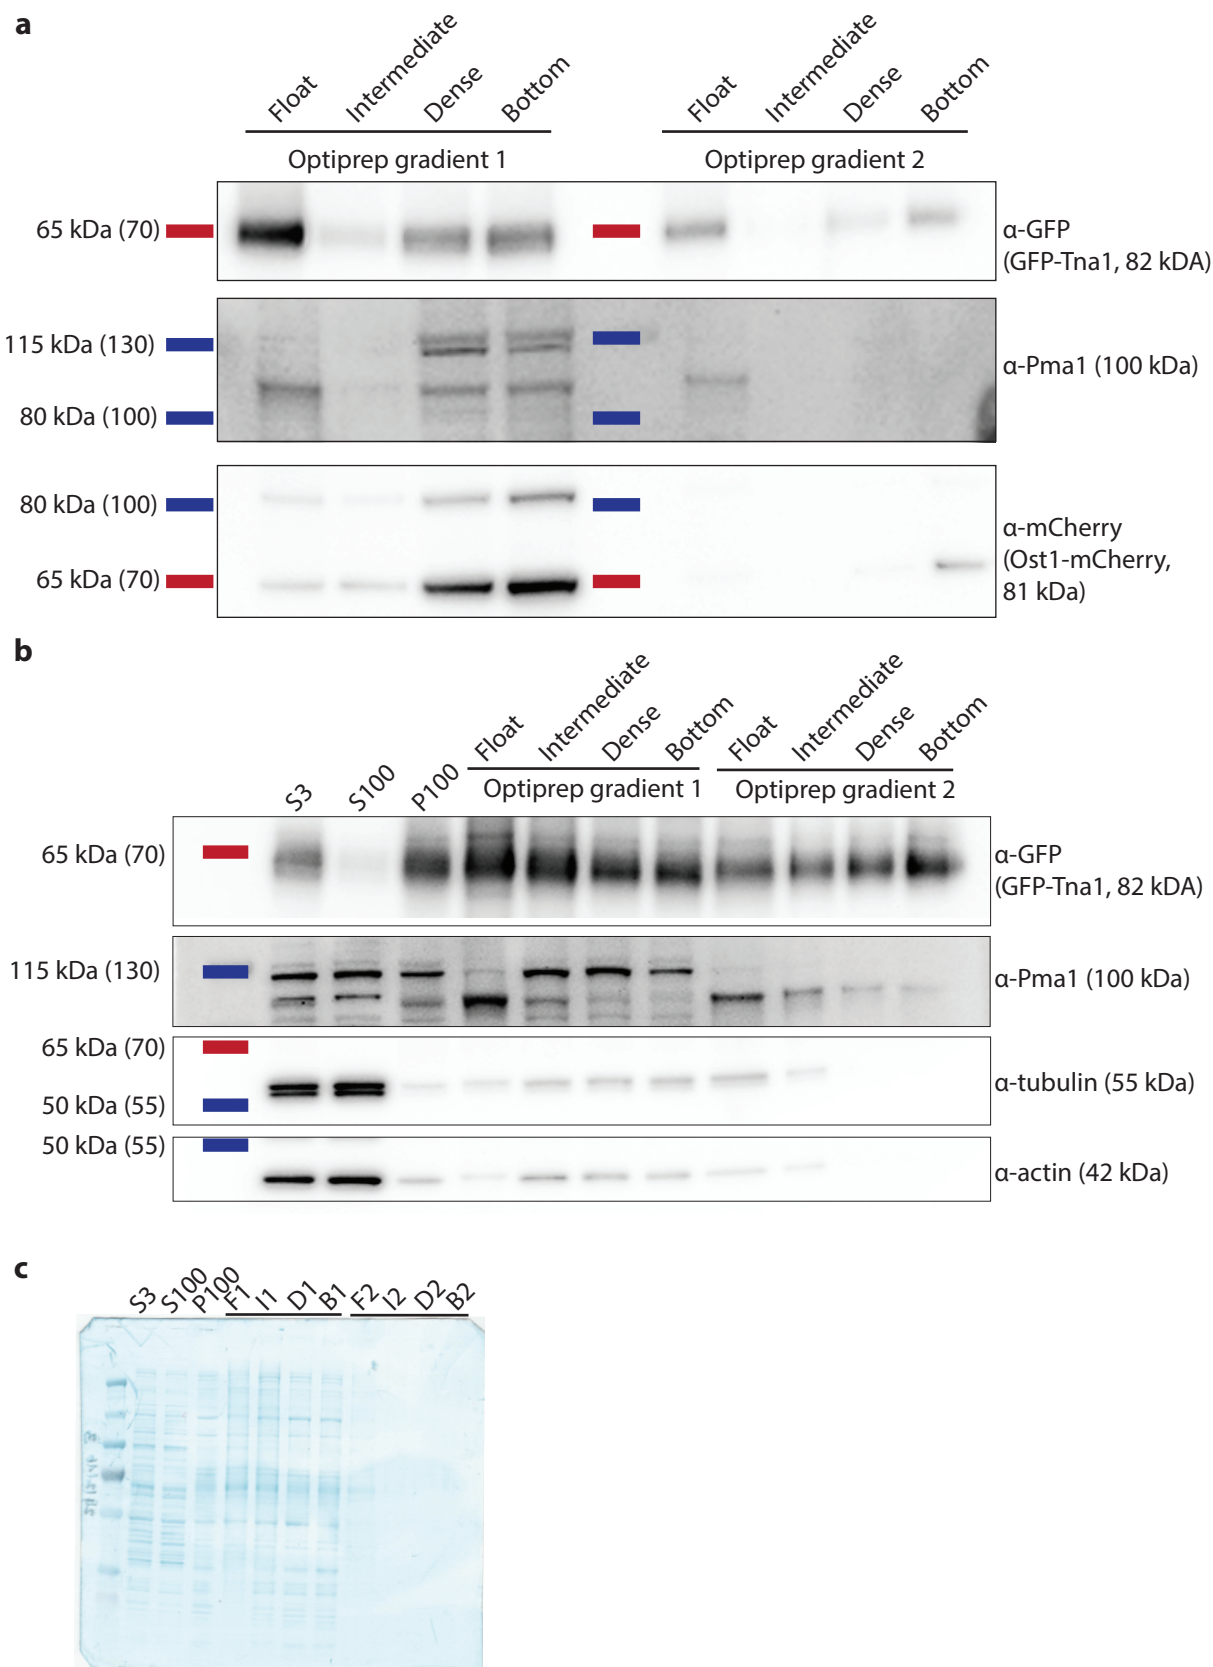 a
Float
Intermediate
Dense
Bottom
Float
Intermediate
Dense
Bottom
Optiprep gradient 1
Optiprep gradient 2
65 kDa (70)
α-GFP
(GFP-Tna1, 82 kDA)
115 kDa (130)
80 kDa (100)
α-Pma1 (100 kDa)
80 kDa (100)
65 kDa (70)
α-mCherry
(Ost1-mCherry,
81 kDa)
b
S3
S100
P100
Float
Intermediate
Dense
Bottom
Float
Intermediate
Dense
Bottom
Optiprep gradient 1
Optiprep gradient 2
65 kDa (70)
α-GFP
(GFP-Tna1, 82 kDA)
115 kDa (130)
α-Pma1 (100 kDa)
65 kDa (70)
50 kDa (55)
α-tubulin (55 kDa)
50 kDa (55)
α-actin (42 kDa)
c
S3
S100
P100
F1
I1
D1
B1
F2
I2
D2
B2